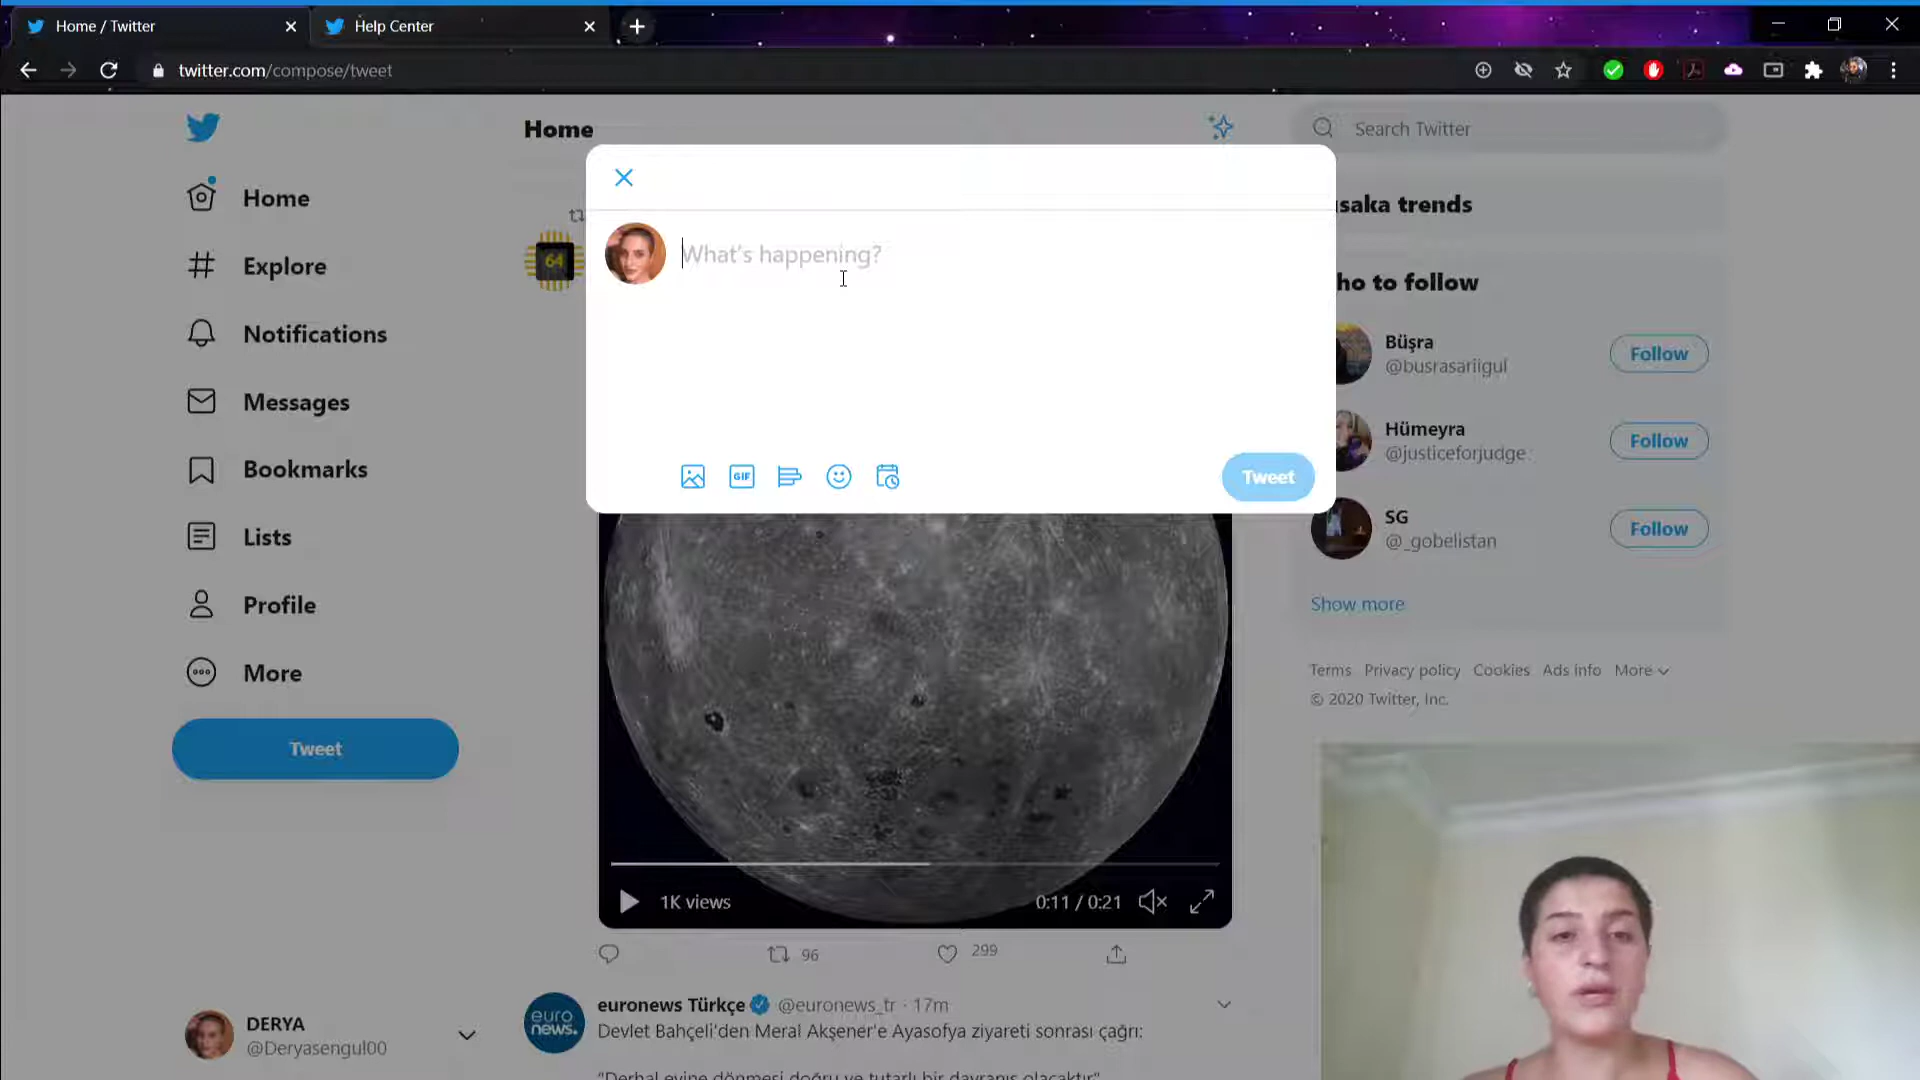 Home / Twitter
Help Center
twitter.com/compose/tweet
Home
Search Twitter
Home
Explore
Notifications
Messages
Bookmarks
Lists
Profile
More
Tweet
DERYA
@Deryasengul00
64
What's happening?
GIF
Tweet
1K views
0:11 / 0:21
96
299
euro
news.
euronews Türkçe @euronews_tr · 17m
Devlet Bahçeli'den Meral Akşener'e Ayasofya ziyareti sonrası çağrı:
"Derhal evine dönmesi doğru ve tutarlı bir davranış olacaktır"
saka trends
ho to follow
Büşra
@busrasariigul
Follow
Hümeyra
@justiceforjudge
Follow
SG
@_gobelistan
Follow
Show more
Terms Privacy policy Cookies Ads info More
© 2020 Twitter, Inc.